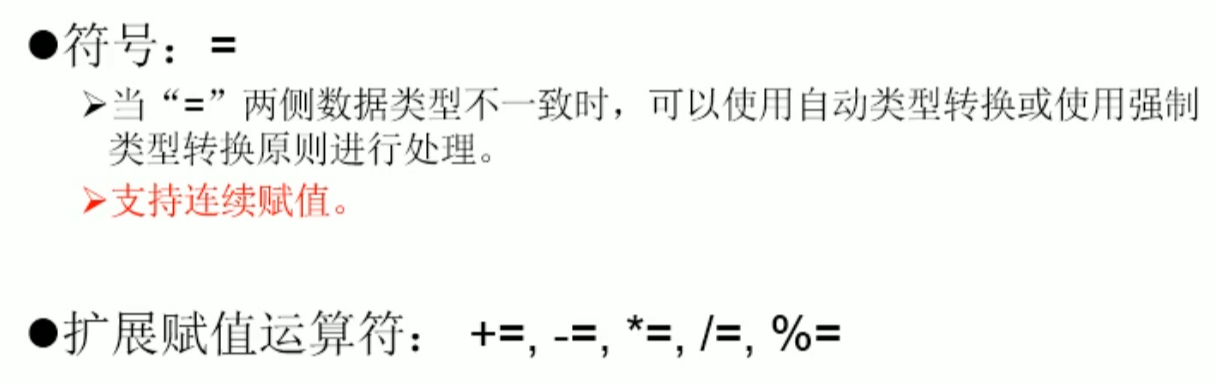 ●符号：=
➢当“=”两侧数据类型不一致时，可以使用自动类型转换或使用强制
类型转换原则进行处理。
➢支持连续赋值。
●扩展赋值运算符： +=, -=, *=, /=, %=